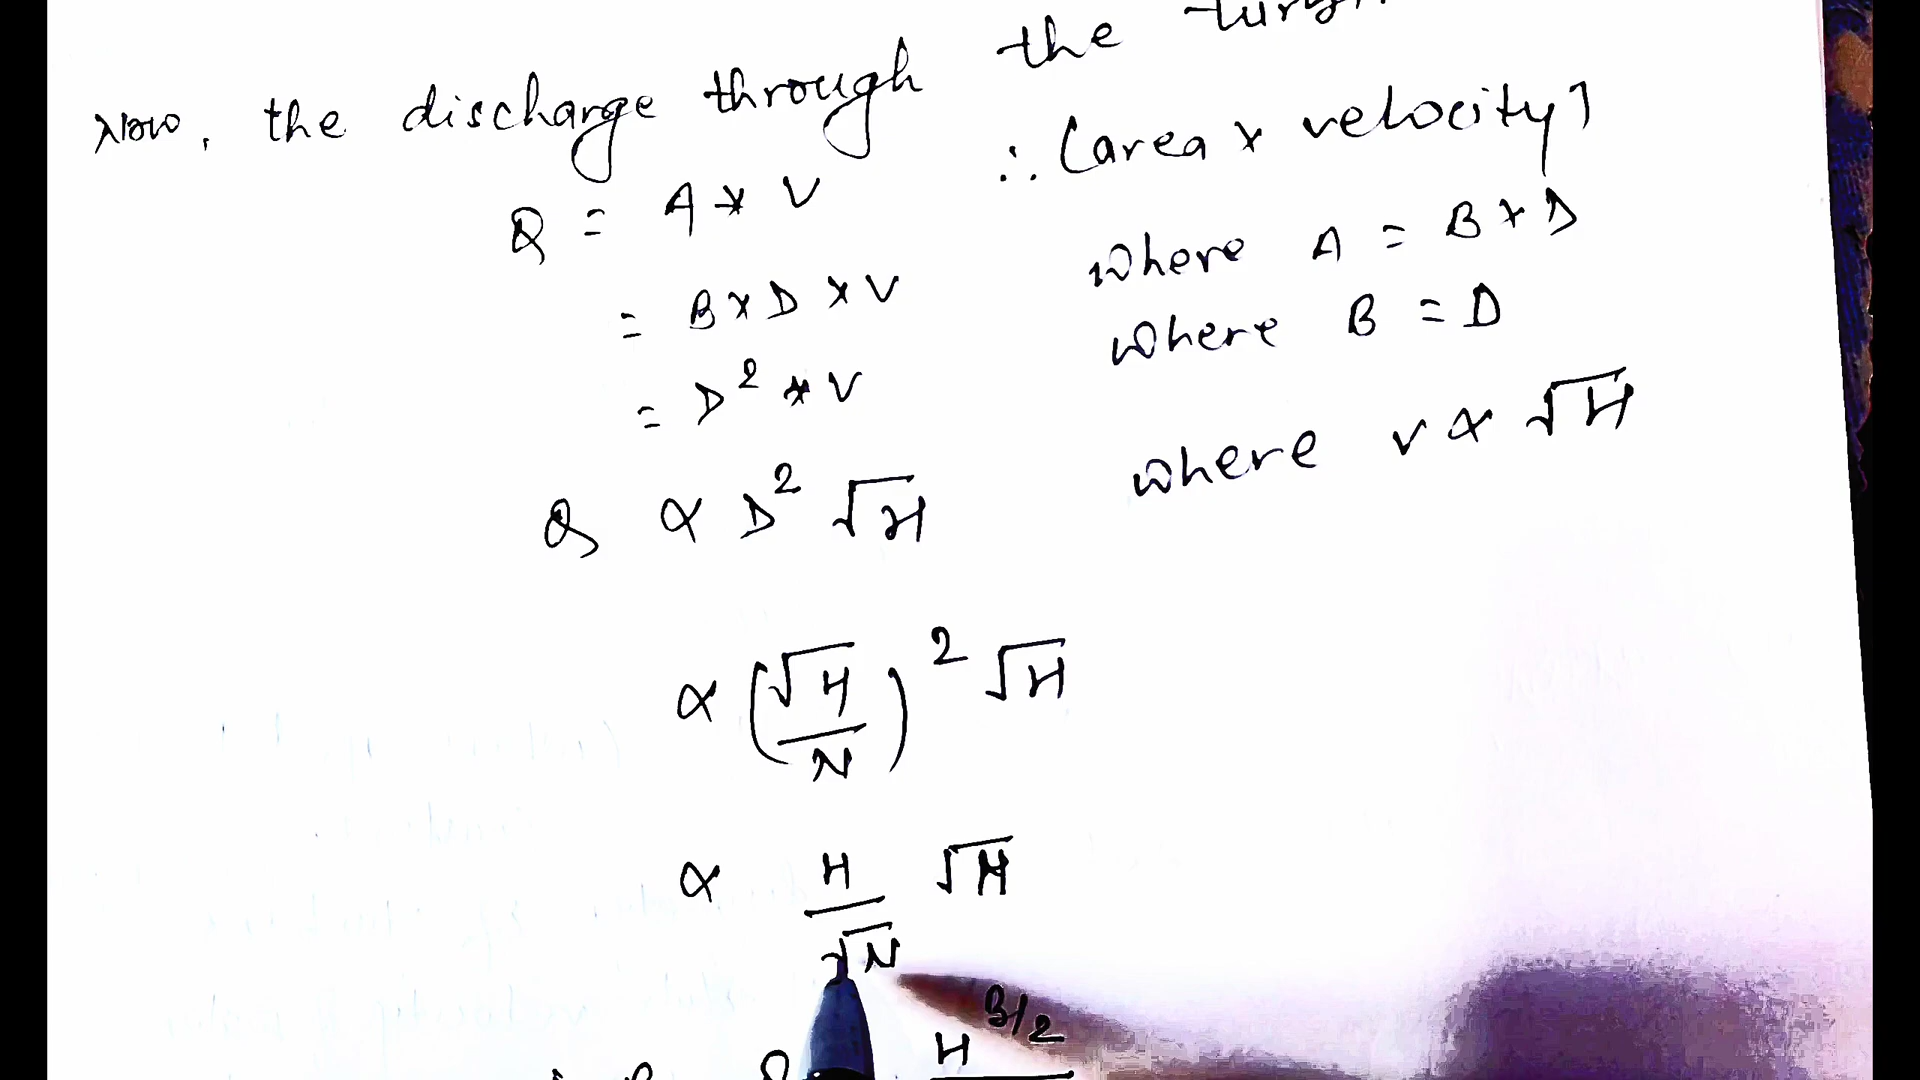 Now, the discharge through the
∴ (area × velocity)
Q = A * V
where A = B × D
= B × D × V
where B = D
= D² * V
where v ∝ √H
Q ∝ D² √H
∝ (√H / N)² √H
∝ H / √N √H
H 3/2